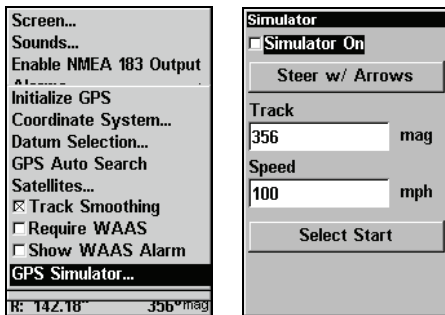 Screen...
Sounds...
Enable NMEA 183 Output
Initialize GPS
Coordinate System...
Datum Selection...
GPS Auto Search
Satellites...
Track Smoothing
Require WAAS
Show WAAS Alarm
GPS Simulator...
142.18" 356°mag
Simulator
Simulator On
Steer w/ Arrows
Track
356 mag
Speed
100 mph
Select Start